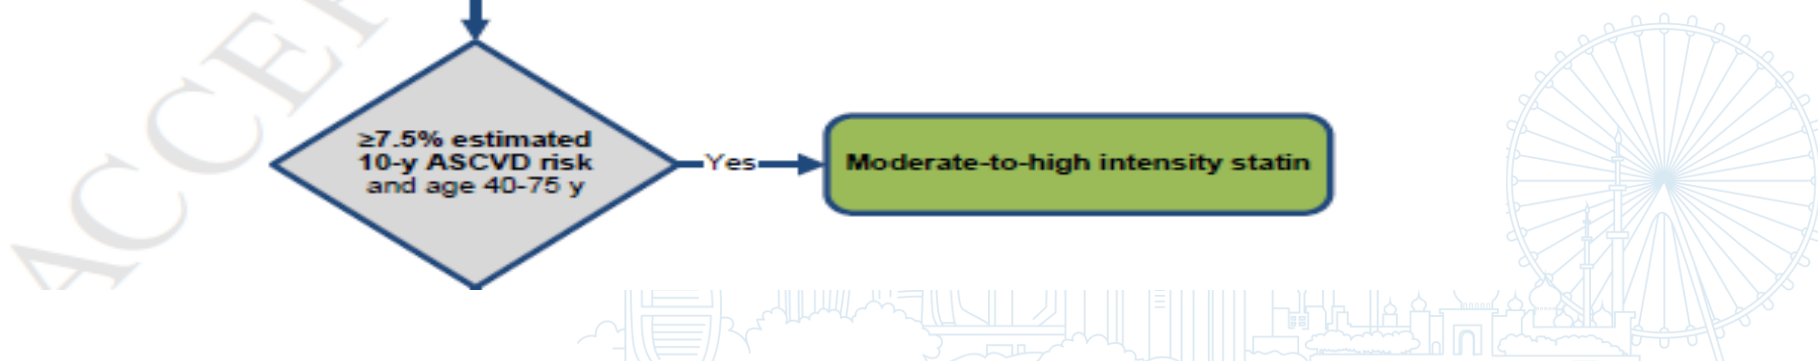 ≥7.5% estimated
10-y ASCVD risk
and age 40-75 y
Yes
Moderate-to-high intensity statin